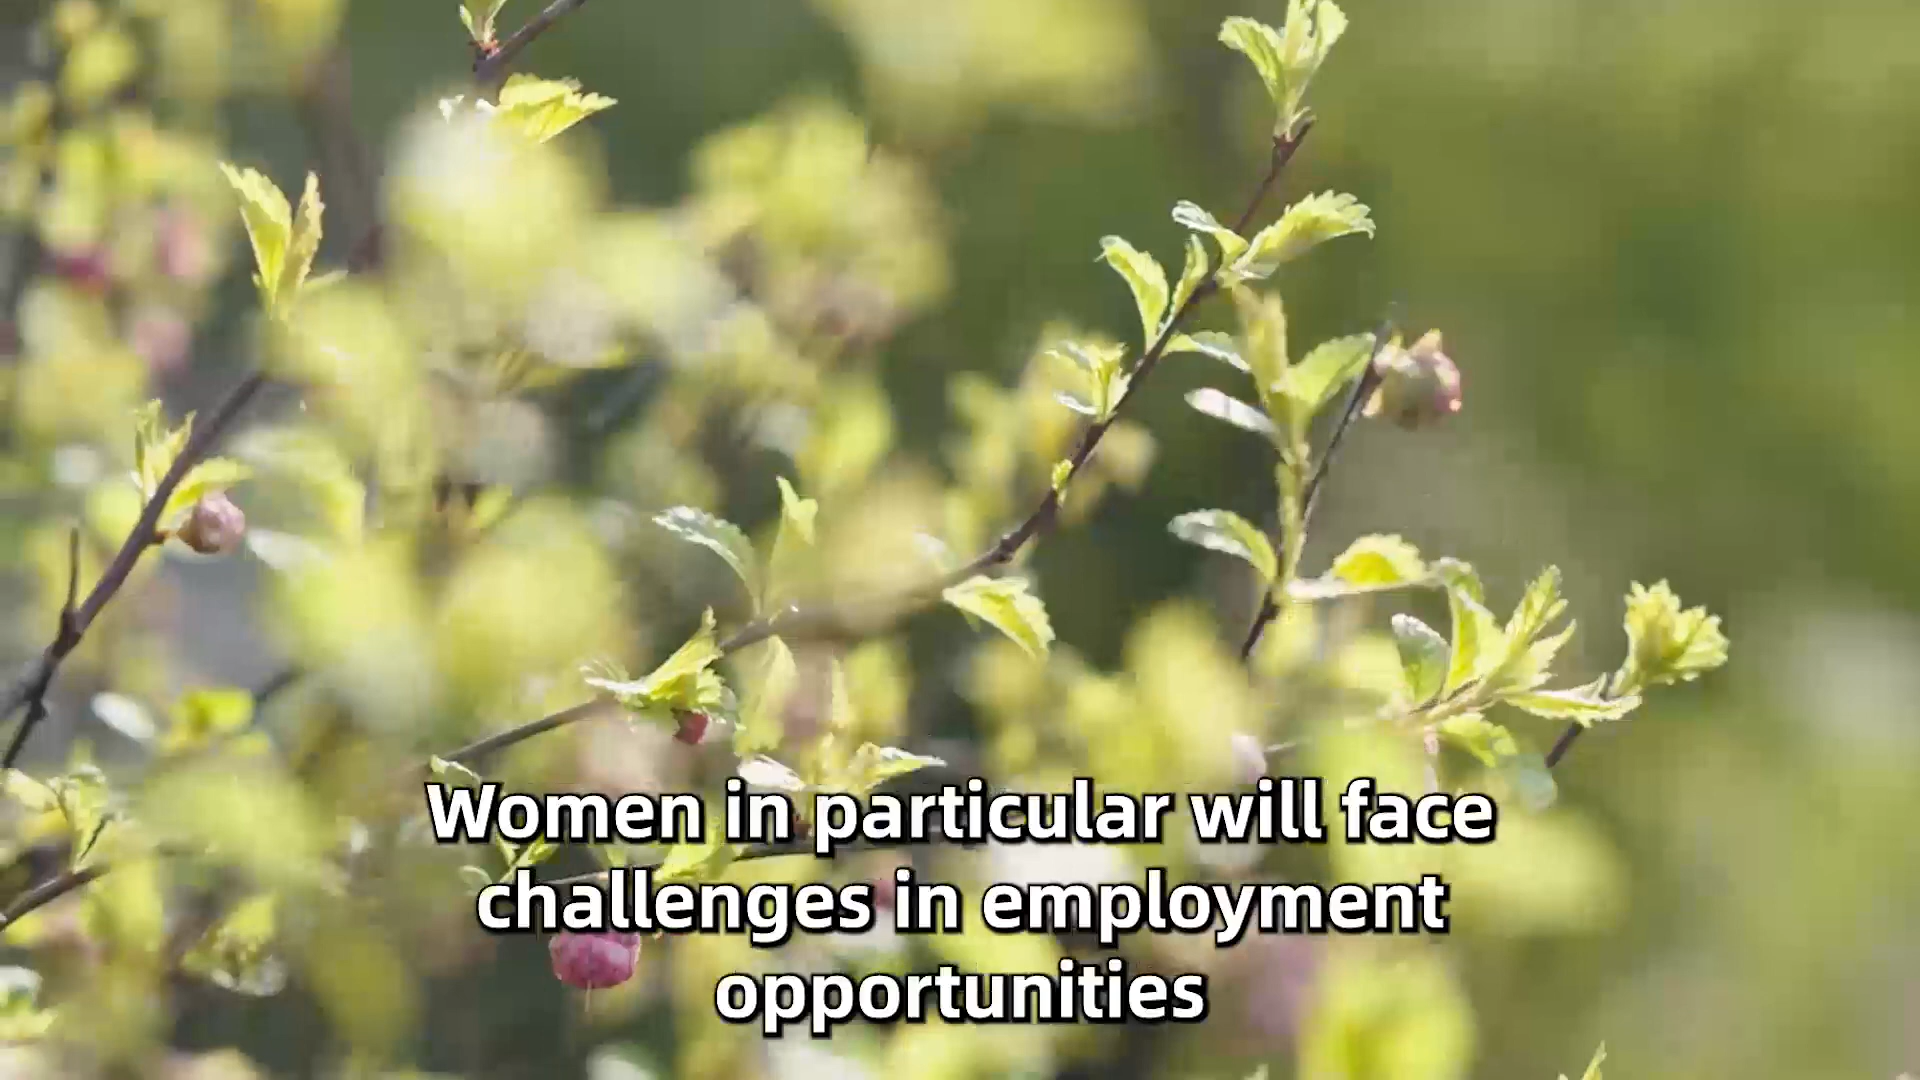 Women in particular will face
challenges in employment
opportunities